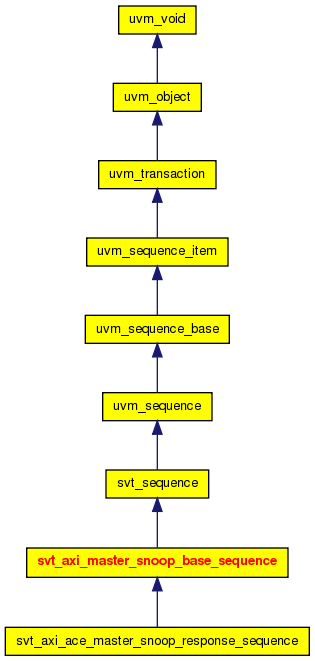 uvm_void
uvm_object
uvm_transaction
uvm_sequence_item
uvm_sequence_base
uvm_sequence
svt_sequence
svt_axi_master_snoop_base_sequence
svt_axi_ace_master_snoop_response_sequence